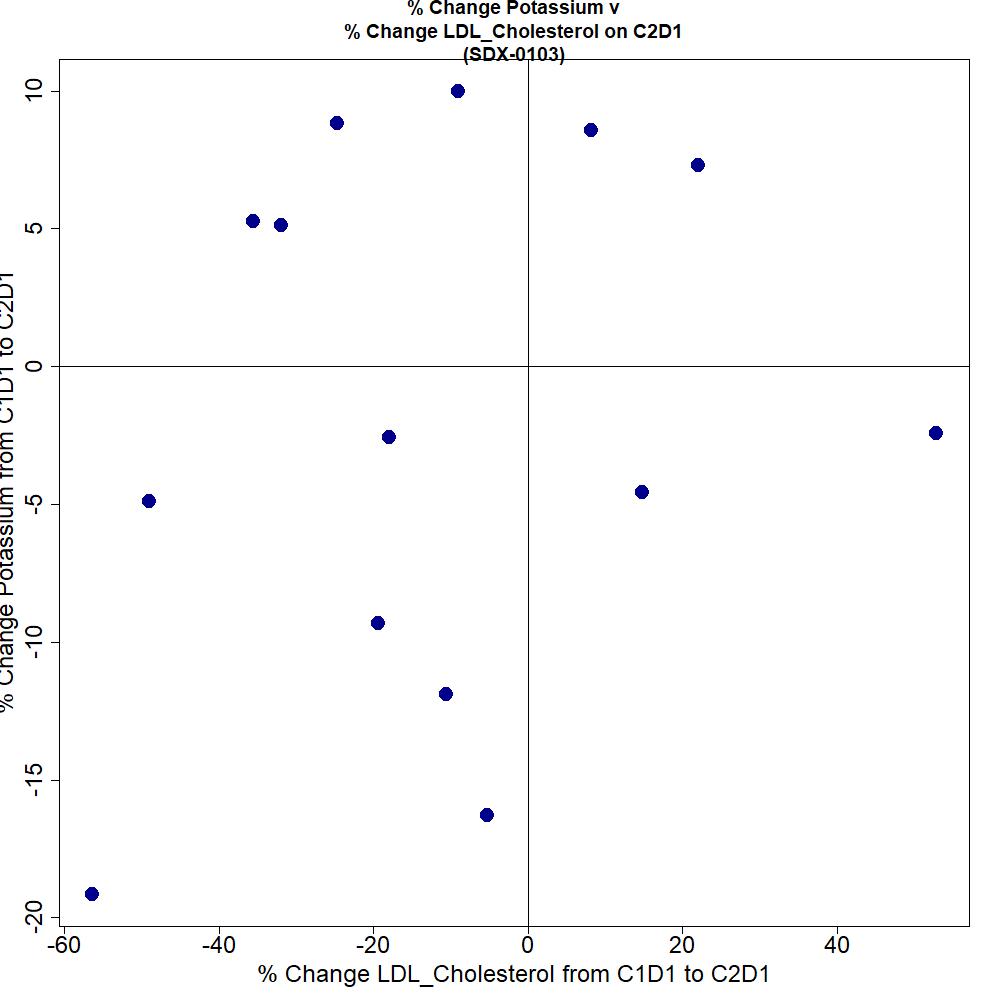 % Change Potassium v
% Change LDL_Cholesterol on C2D1
(SDX-0103)
% Change Potassium from C1D1 to C2D1
10
5
0
-5
-10
-15
-20
-60 -40 -20 0 20 40
% Change LDL_Cholesterol from C1D1 to C2D1